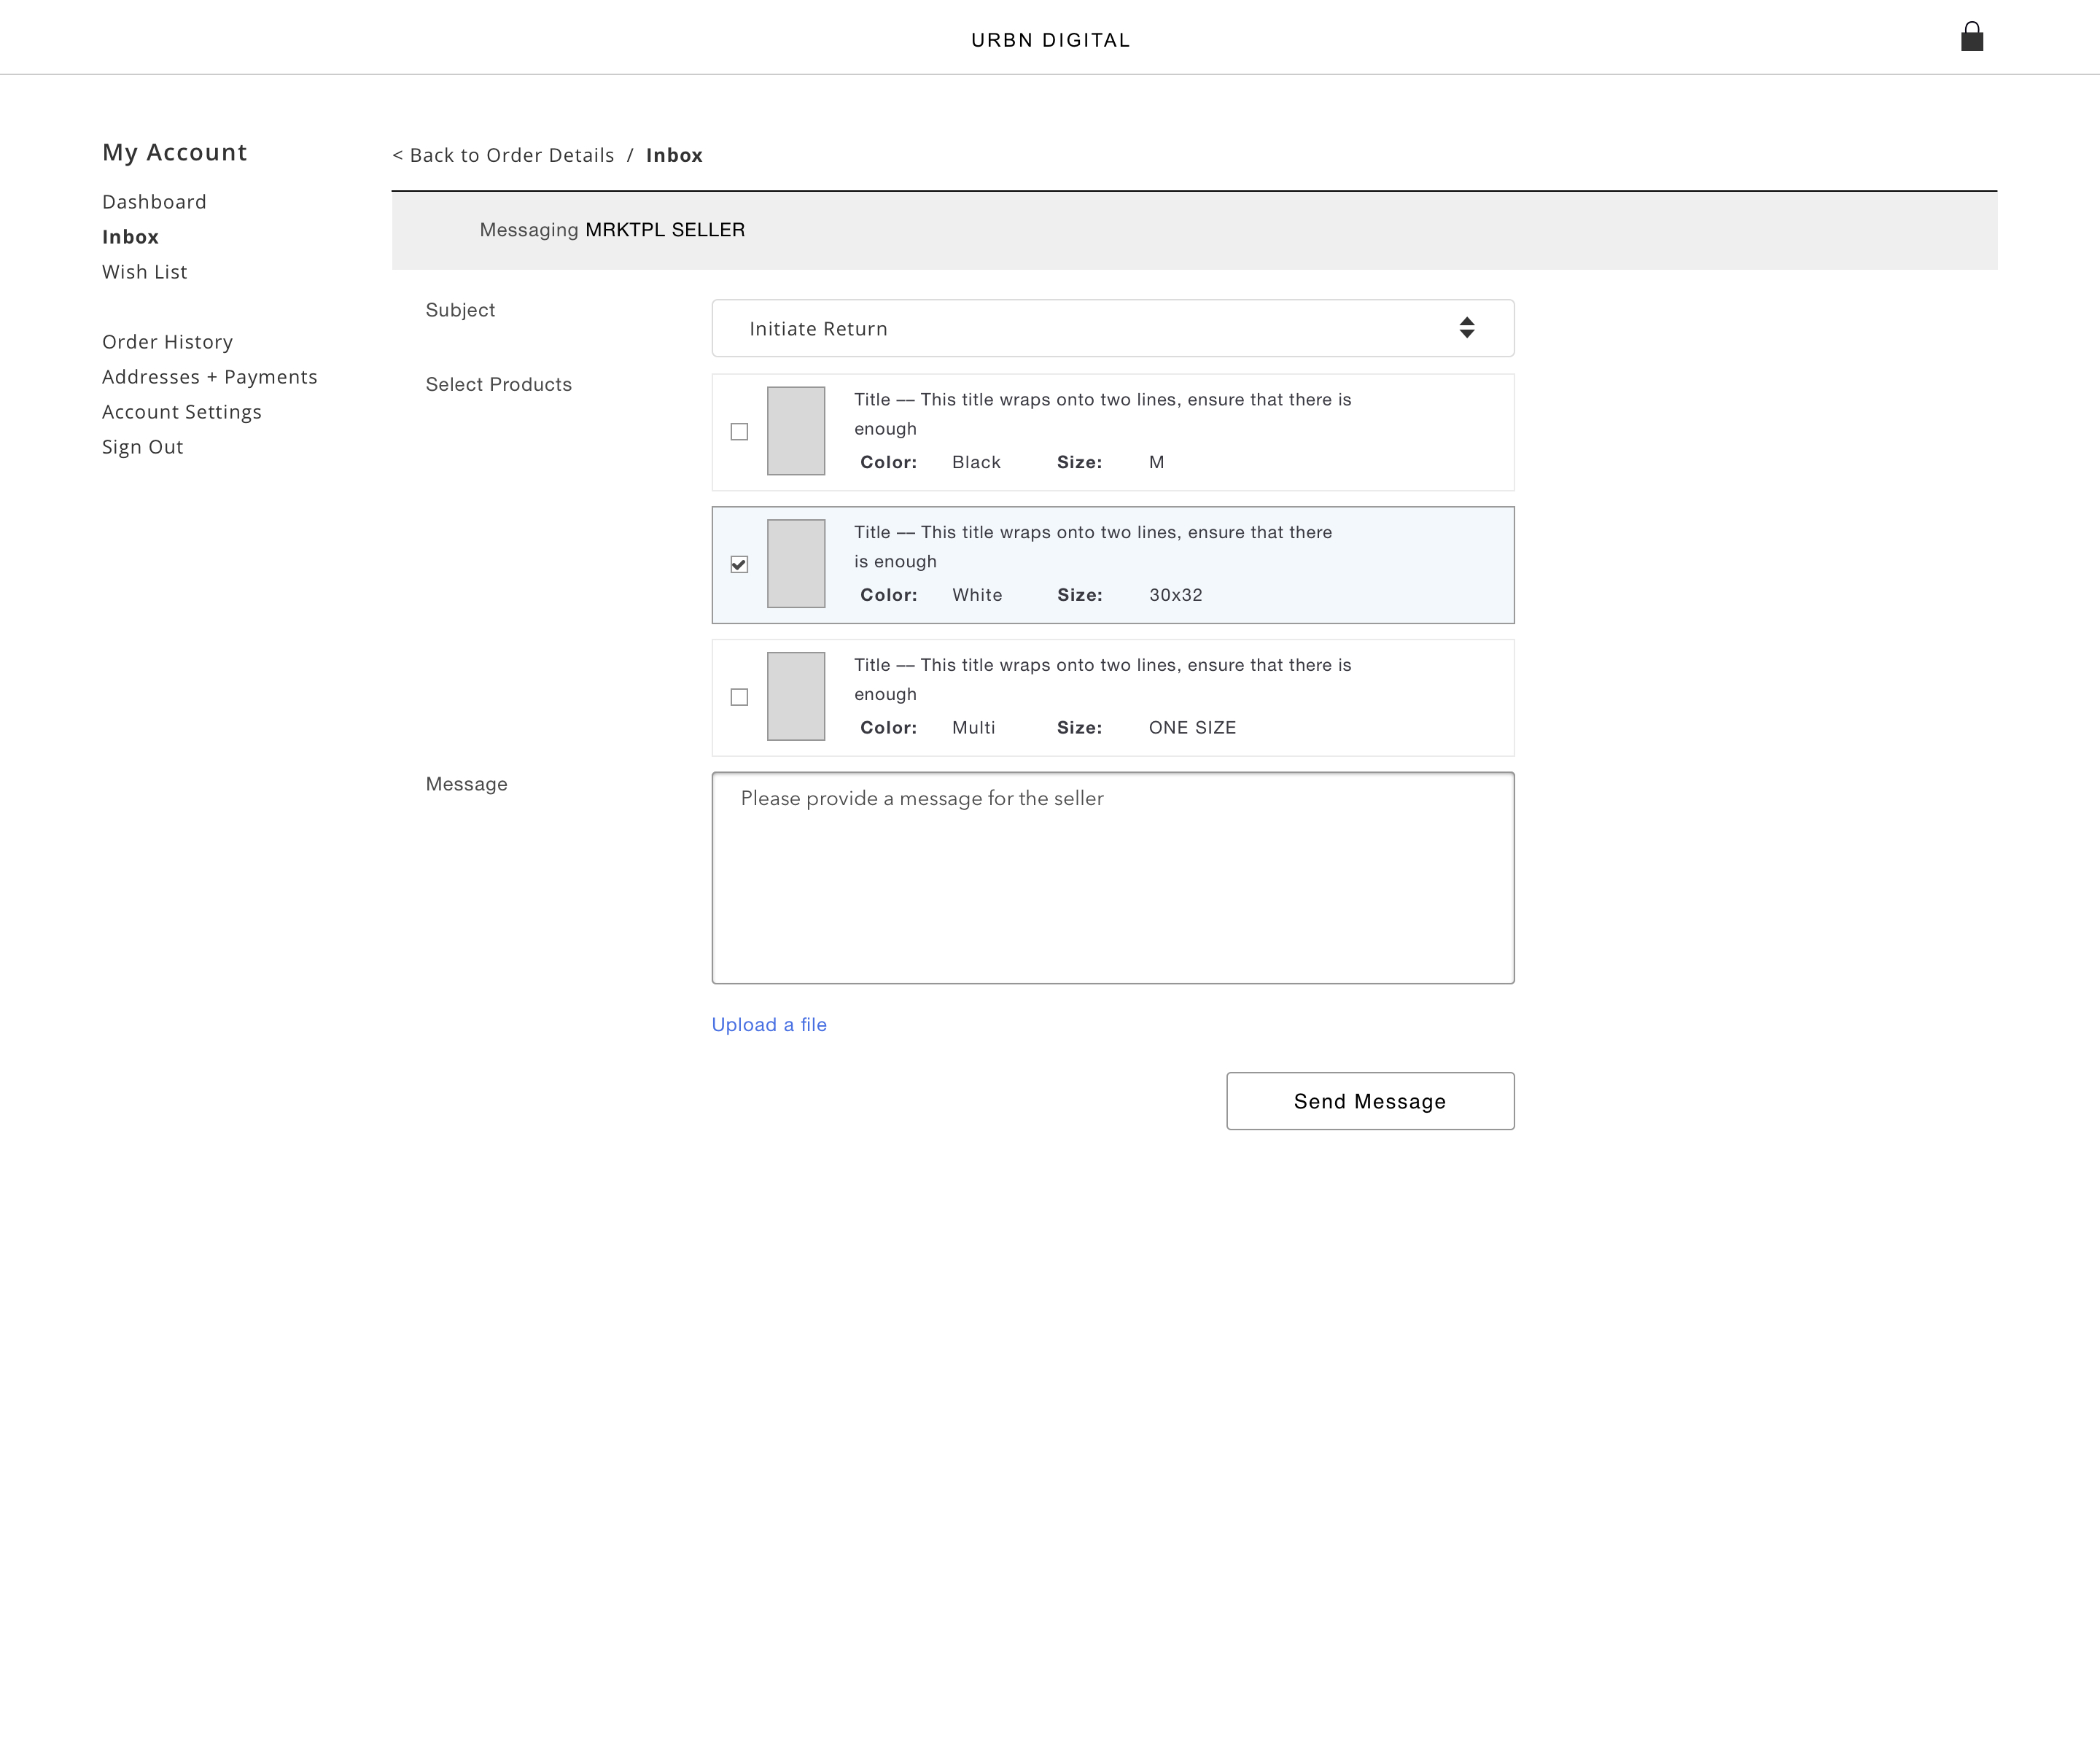 URBN DIGITAL
My Account
Dashboard
Inbox
Wish List
Order History
Addresses + Payments
Account Settings
Sign Out
< Back to Order Details / Inbox
Messaging MRKTPL SELLER
Subject
Initiate Return
Select Products
Title — This title wraps onto two lines, ensure that there is
enough
Color: Black Size: M
Title — This title wraps onto two lines, ensure that there
is enough
Color: White Size: 30x32
Title — This title wraps onto two lines, ensure that there is
enough
Color: Multi Size: ONE SIZE
Message
Please provide a message for the seller
Upload a file
Send Message